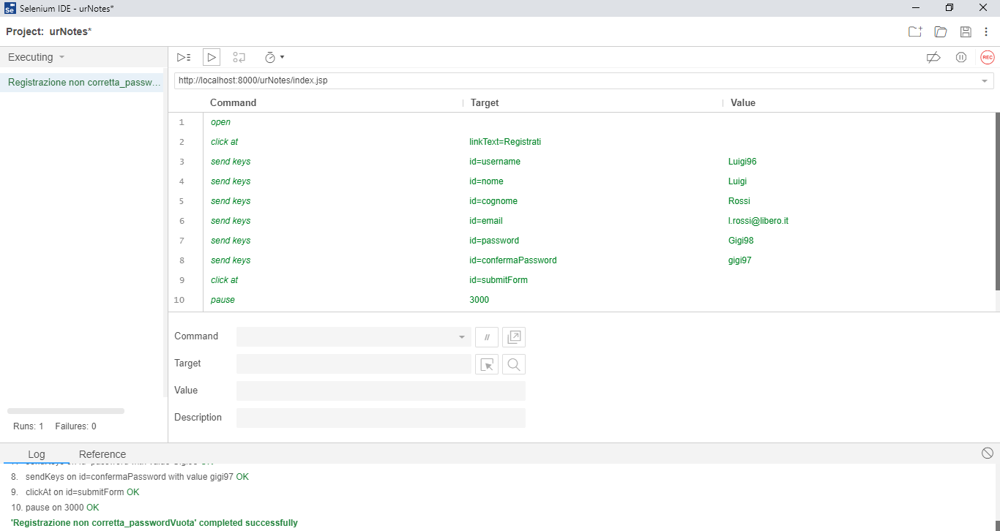 Selenium IDE - urNotes*
Project: urNotes*
Executing
REC
Registrazione non corretta_passw...
http://localhost:8000/urNotes/index.jsp
Command Target Value
1 open
2 click at linkText=Registrati
3 send keys id=username Luigi96
4 send keys id=nome Luigi
5 send keys id=cognome Rossi
6 send keys id=email l.rossi@libero.it
7 send keys id=password Gigi98
8 send keys id=confermaPassword gigi97
9 click at id=submitForm
10 pause 3000
Command //
Target
Value
Description
Runs: 1 Failures: 0
Log Reference
8. sendKeys on id=confermaPassword with value gigi97 OK
9. clickAt on id=submitForm OK
10. pause on 3000 OK
'Registrazione non corretta_passwordVuota' completed successfully